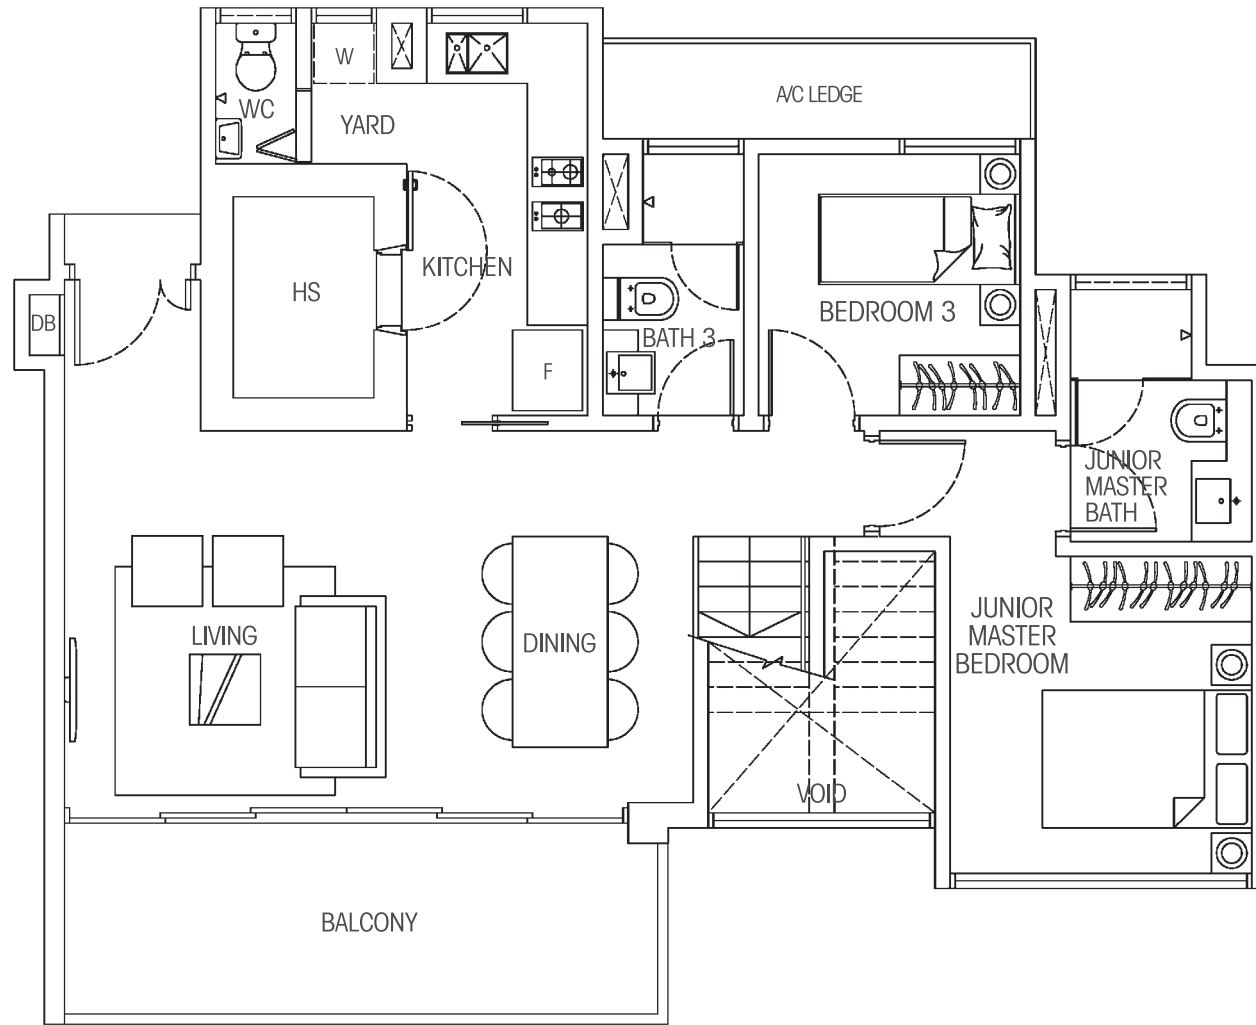 W
A/C LEDGE
WC
YARD
KITCHEN
HS
DB
BEDROOM 3
BATH 3
F
JUNIOR
MASTER
BATH
LIVING
DINING
JUNIOR
MASTER
BEDROOM
VOID
BALCONY